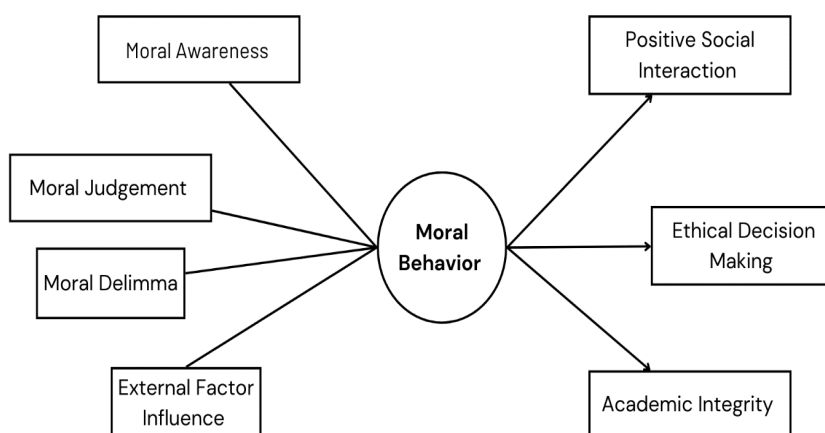 Moral Awareness
Moral Judgement
Moral Delimma
External Factor
Influence
Moral
Behavior
Positive Social
Interaction
Ethical Decision
Making
Academic Integrity